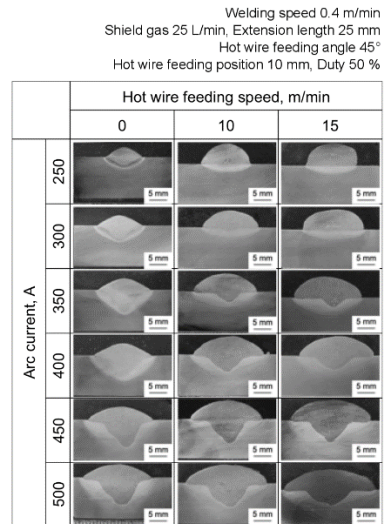 Welding speed 0.4 m/min
Shield gas 25 L/min, Extension length 25 mm
Hot wire feeding angle 45°
Hot wire feeding position 10 mm, Duty 50 %
Hot wire feeding speed, m/min
0 10 15
Arc current, A
250
5 mm 5 mm 5 mm
300
5 mm 5 mm 5 mm
350
5 mm 5 mm 5 mm
400
5 mm 5 mm 5 mm
450
5 mm 5 mm 5 mm
500
5 mm 5 mm 5 mm